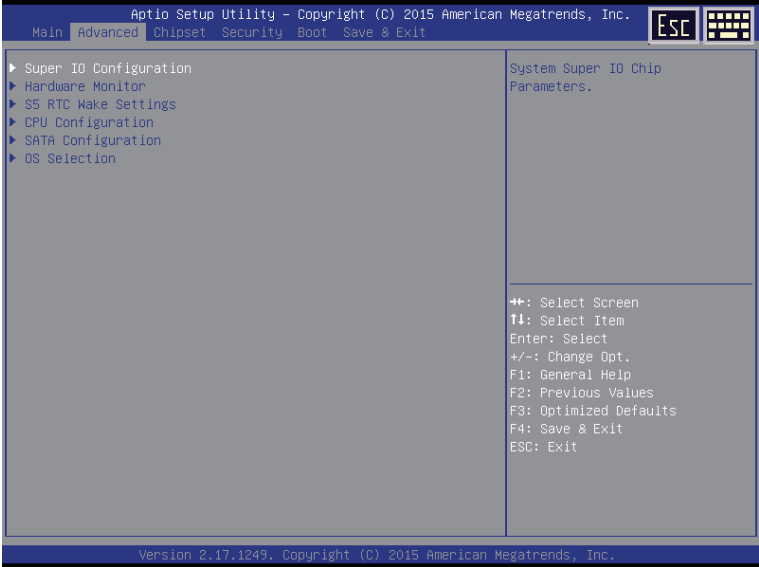 Aptio Setup Utility – Copyright (C) 2015 American Megatrends, Inc.
Main Advanced Chipset Security Boot Save & Exit
Esc
Super IO Configuration
Hardware Monitor
S5 RTC Wake Settings
CPU Configuration
SATA Configuration
OS Selection
System Super IO Chip
Parameters.
→←: Select Screen
↑↓: Select Item
Enter: Select
+/-: Change Opt.
F1: General Help
F2: Previous Values
F3: Optimized Defaults
F4: Save & Exit
ESC: Exit
Version 2.17.1249. Copyright (C) 2015 American Megatrends, Inc.